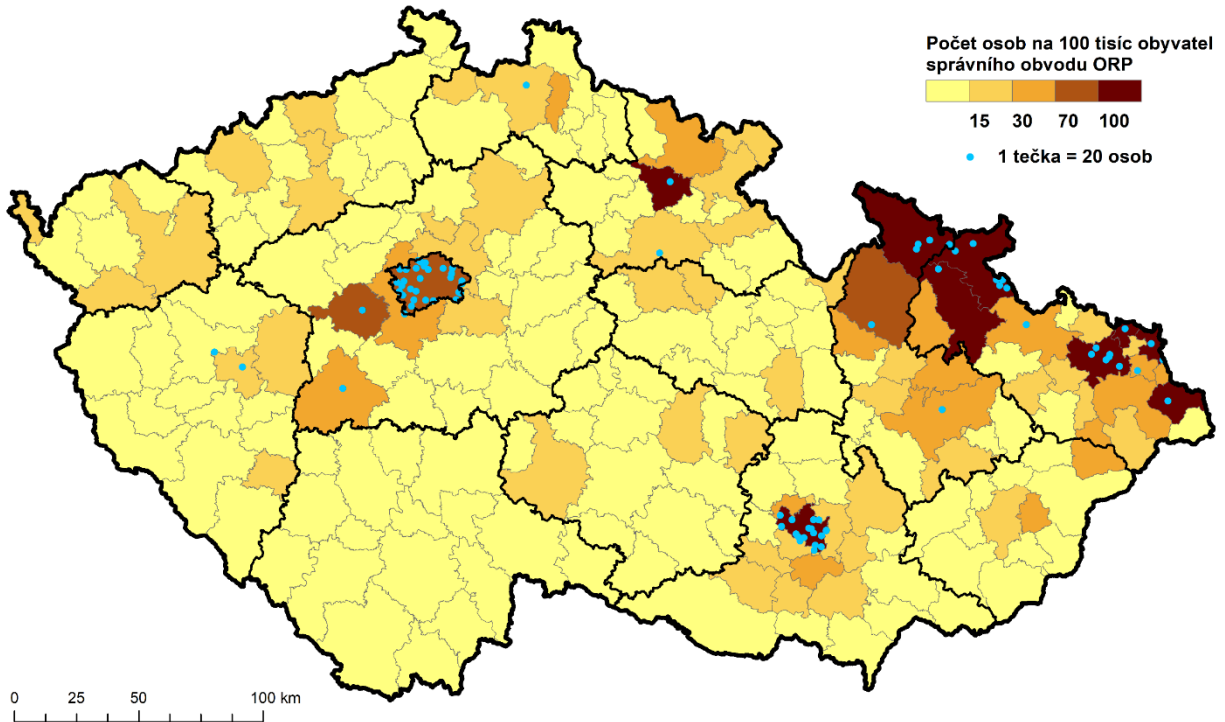 Počet osob na 100 tisíc obyvatel
správního obvodu ORP
15 30 70 100
1 tečka = 20 osob
0 25 50 100 km